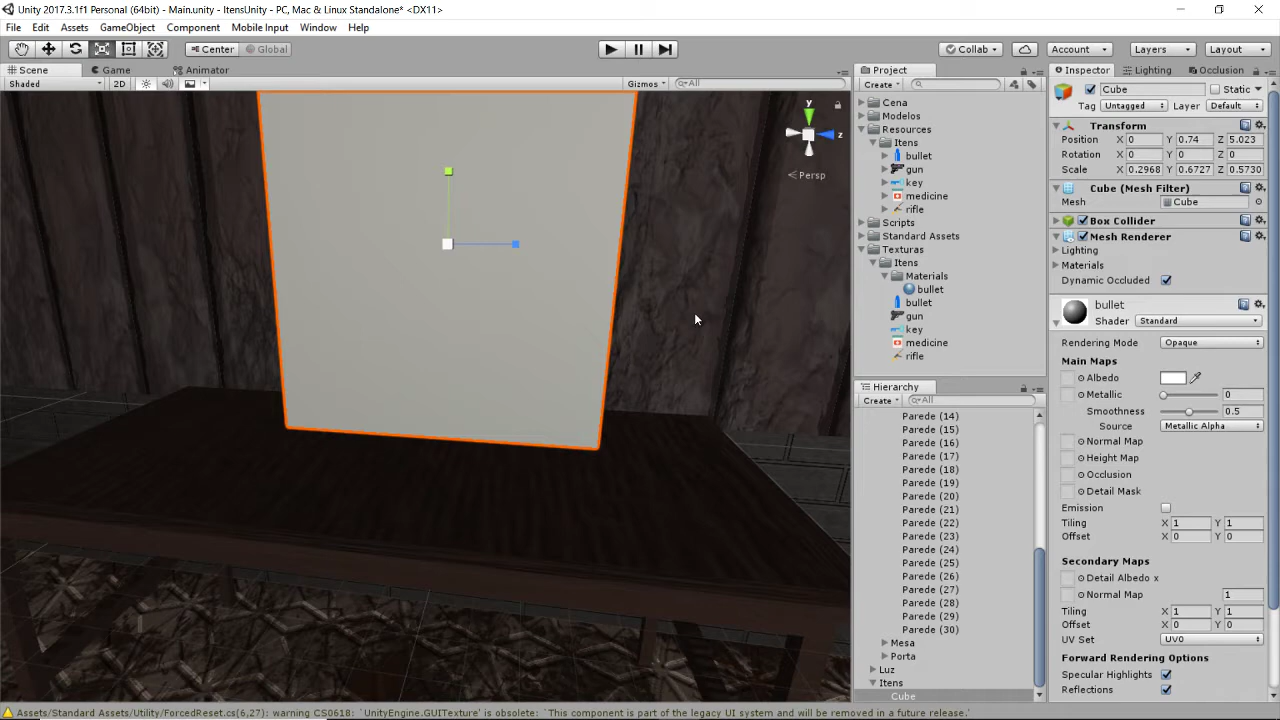 Unity 2017.3.1f1 Personal (64bit) - Main.unity - ItensUnity - PC, Mac & Linux Standalone* <DX11>
File Edit Assets GameObject Component Mobile Input Window Help
Center Global Collab Account Layers Layout
Scene Game Animator
Shaded 2D Gizmos All
y
z
Persp
Project
Create
Cena
Modelos
Resources
Itens
bullet
gun
key
medicine
rifle
Scripts
Standard Assets
Texturas
Itens
Materials
bullet
bullet
gun
key
medicine
rifle
Hierarchy
Create All
Parede (14)
Parede (15)
Parede (16)
Parede (17)
Parede (18)
Parede (19)
Parede (20)
Parede (21)
Parede (22)
Parede (23)
Parede (24)
Parede (25)
Parede (26)
Parede (27)
Parede (28)
Parede (29)
Parede (30)
Mesa
Porta
Luz
Itens
Cube
Inspector Lighting Occlusion
Cube Static
Tag Untagged Layer Default
Transform
Position X 0 Y 0.74 Z 5.023
Rotation X 0 Y 0 Z 0
Scale X 0.2968 Y 0.6727 Z 0.5730
Cube (Mesh Filter)
Mesh Cube
Box Collider
Mesh Renderer
Lighting
Materials
Dynamic Occluded
bullet
Shader Standard
Rendering Mode Opaque
Main Maps
Albedo
Metallic 0
Smoothness 0.5
Source Metallic Alpha
Normal Map
Height Map
Occlusion
Detail Mask
Emission
Tiling X 1 Y 1
Offset X 0 Y 0
Secondary Maps
Detail Albedo x
Normal Map 1
Tiling X 1 Y 1
Offset X 0 Y 0
UV Set UV0
Forward Rendering Options
Specular Highlights
Reflections
Assets/Standard Assets/Utility/ForcedReset.cs(6,27): warning CS0618: `UnityEngine.GUITexture' is obsolete: `This component is part of the legacy UI system and will be removed in a future release.'